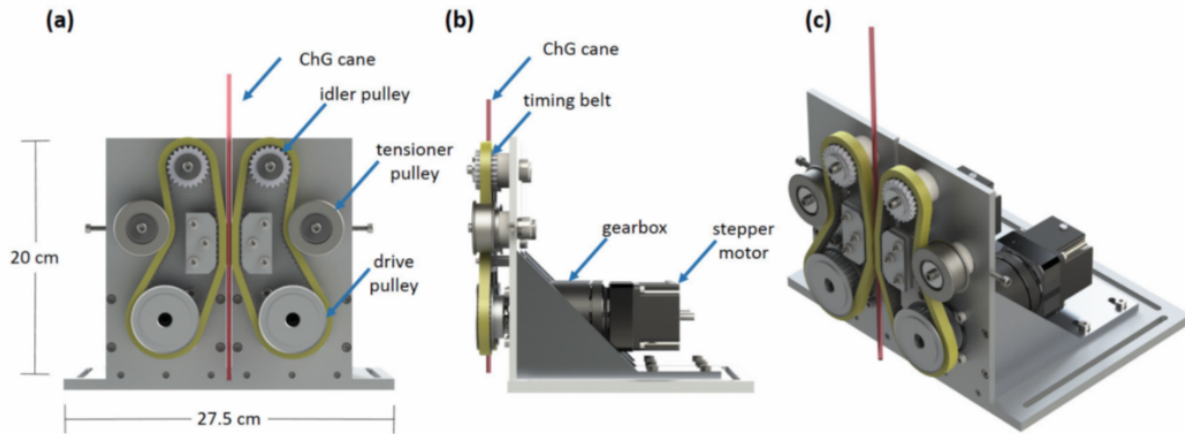 (a)
ChG cane
idler pulley
tensioner
pulley
drive
pulley
20 cm
27.5 cm
(b)
ChG cane
timing belt
gearbox
stepper
motor
(c)